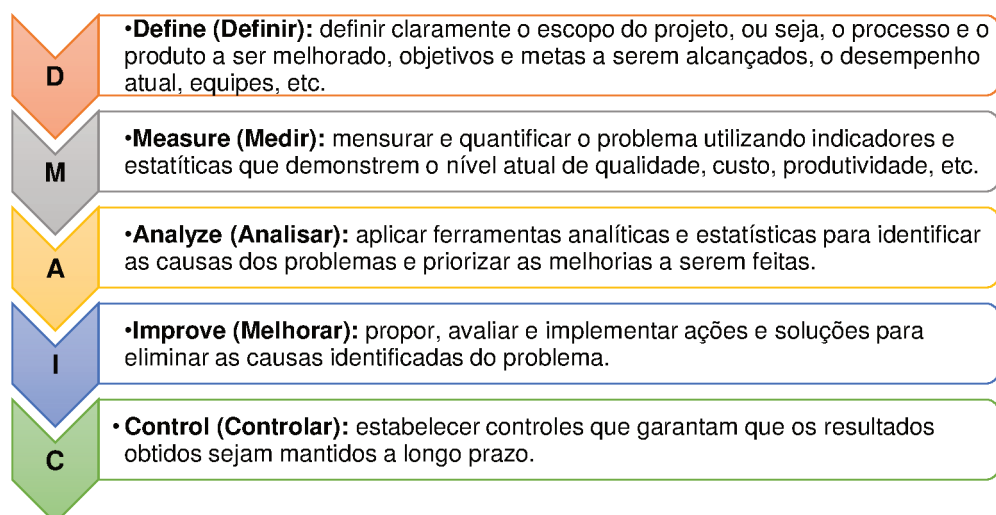 D
•Define (Definir): definir claramente o escopo do projeto, ou seja, o processo e o
produto a ser melhorado, objetivos e metas a serem alcançados, o desempenho
atual, equipes, etc.
M
•Measure (Medir): mensurar e quantificar o problema utilizando indicadores e
estatíticas que demonstrem o nível atual de qualidade, custo, produtividade, etc.
A
•Analyze (Analisar): aplicar ferramentas analíticas e estatísticas para identificar
as causas dos problemas e priorizar as melhorias a serem feitas.
I
•Improve (Melhorar): propor, avaliar e implementar ações e soluções para
eliminar as causas identificadas do problema.
C
• Control (Controlar): estabelecer controles que garantam que os resultados
obtidos sejam mantidos a longo prazo.